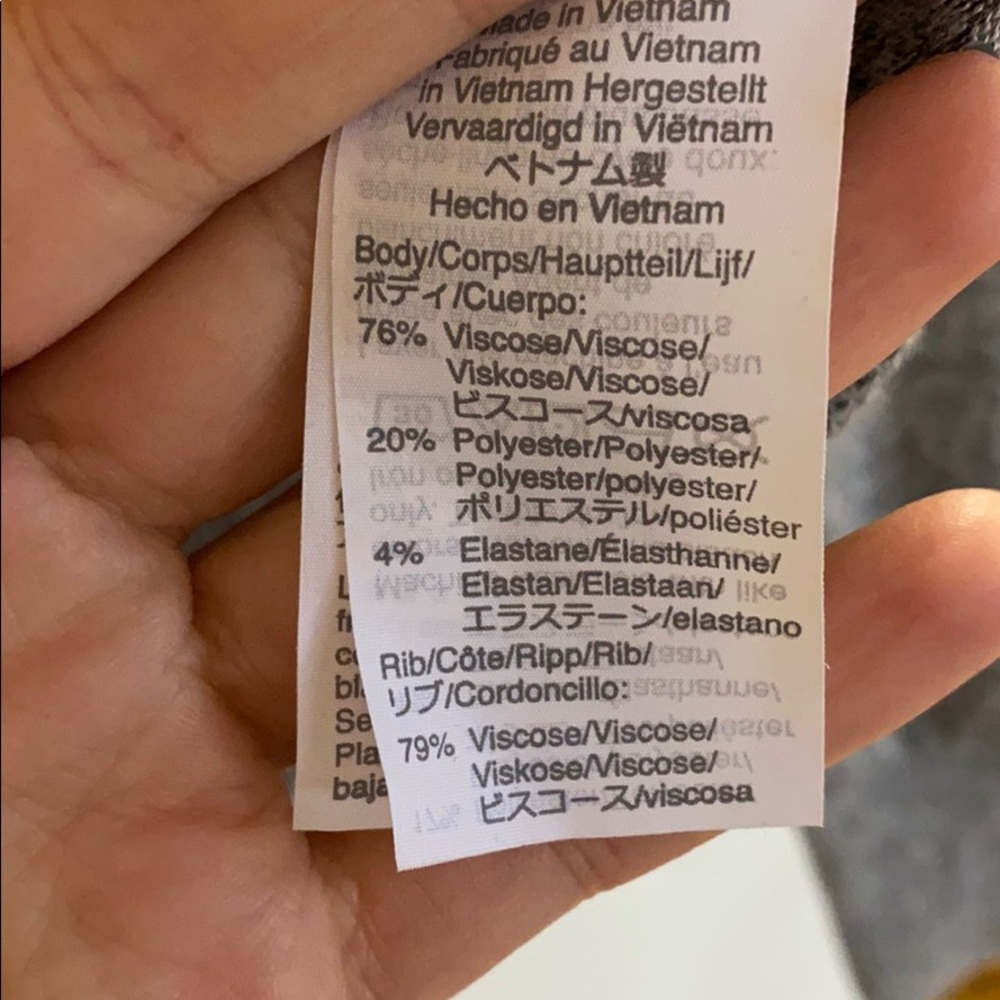 Made in Vietnam
Fabriqué au Vietnam
in Vietnam Hergestellt
Vervaardigd in Viëtnam
ベトナム製
Hecho en Vietnam
Body/Corps/Hauptteil/Lijf/
ボディ/Cuerpo:
76% Viscose/Viscose/
Viskose/Viscose/
ビスコース/viscosa
20% Polyester/Polyester/
Polyester/polyester/
ポリエステル/poliéster
4% Elastane/Élasthanne/
Elastan/Elastaan/
エラステーン/elastano
Rib/Côte/Ripp/Rib/
リブ/Cordoncillo:
79% Viscose/Viscose/
Viskose/Viscose/
ビスコース/viscosa